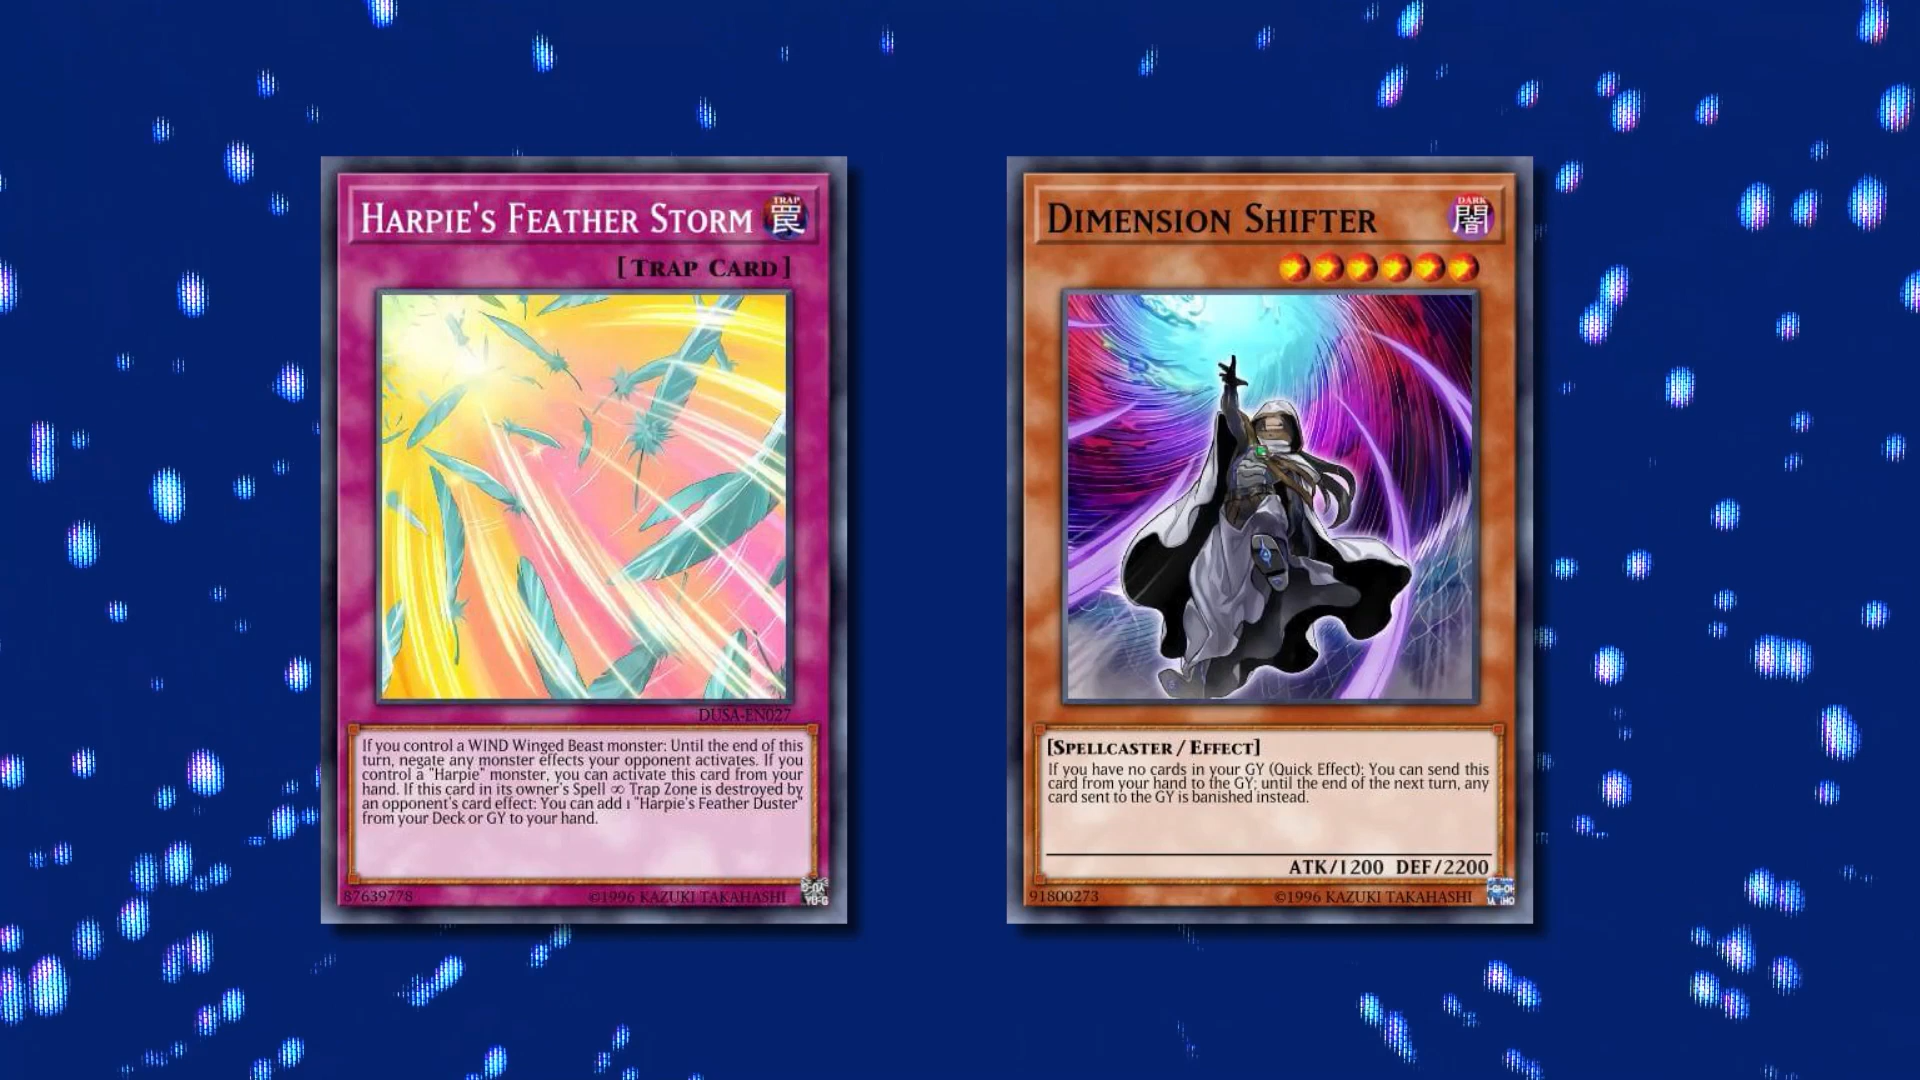 HARPIE'S FEATHER STORM
TRAP
罠
[TRAP CARD]
DUSA-EN027
If you control a WIND Winged Beast monster: Until the end of this
turn, negate any monster effects your opponent activates. If you
control a "Harpie" monster, you can activate this card from your
hand. If this card in its owner's Spell ∞ Trap Zone is destroyed by
an opponent's card effect: You can add 1 "Harpie's Feather Duster"
from your Deck or GY to your hand.
87639778
©1996 KAZUKI TAKAHASHI
DIMENSION SHIFTER
DARK
闇
[SPELLCASTER / EFFECT]
If you have no cards in your GY (Quick Effect): You can send this
card from your hand to the GY; until the end of the next turn, any
card sent to the GY is banished instead.
ATK/1200 DEF/2200
91800273
©1996 KAZUKI TAKAHASHI